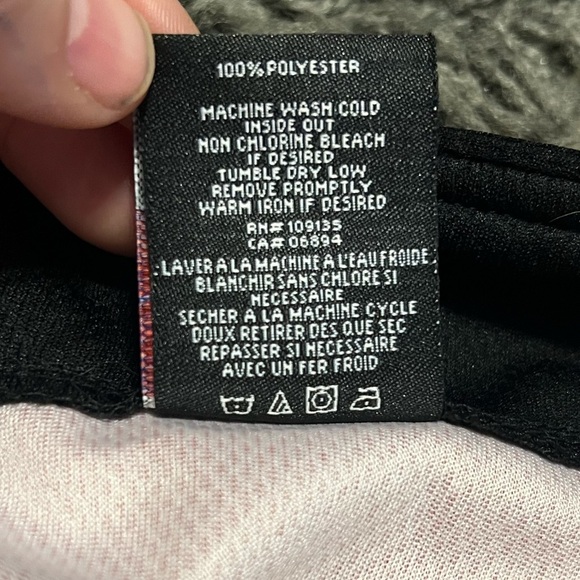 100% POLYESTER
MACHINE WASH COLD
INSIDE OUT
NON CHLORINE BLEACH
IF DESIRED
TUMBLE DRY LOW
REMOVE PROMPTLY
WARM IRON IF DESIRED
RN# 109135
CA# 06894
LAVER A LA MACHINE A L'EAU FROIDE
BLANCHIR SANS CHLORE SI
NECESSAIRE
SECHER A LA MACHINE CYCLE
DOUX RETIRER DES QUE SEC
REPASSER SI NECESSAIRE
AVEC UN FER FROID